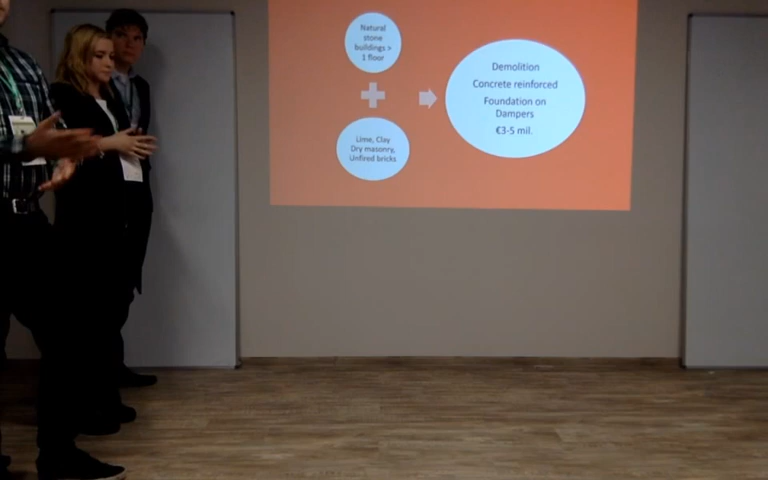 Natural
stone
buildings >
1 floor
Lime, Clay
Dry masonry,
Unfired bricks
Demolition
Concrete reinforced
Foundation on
Dampers
€3-5 mil.